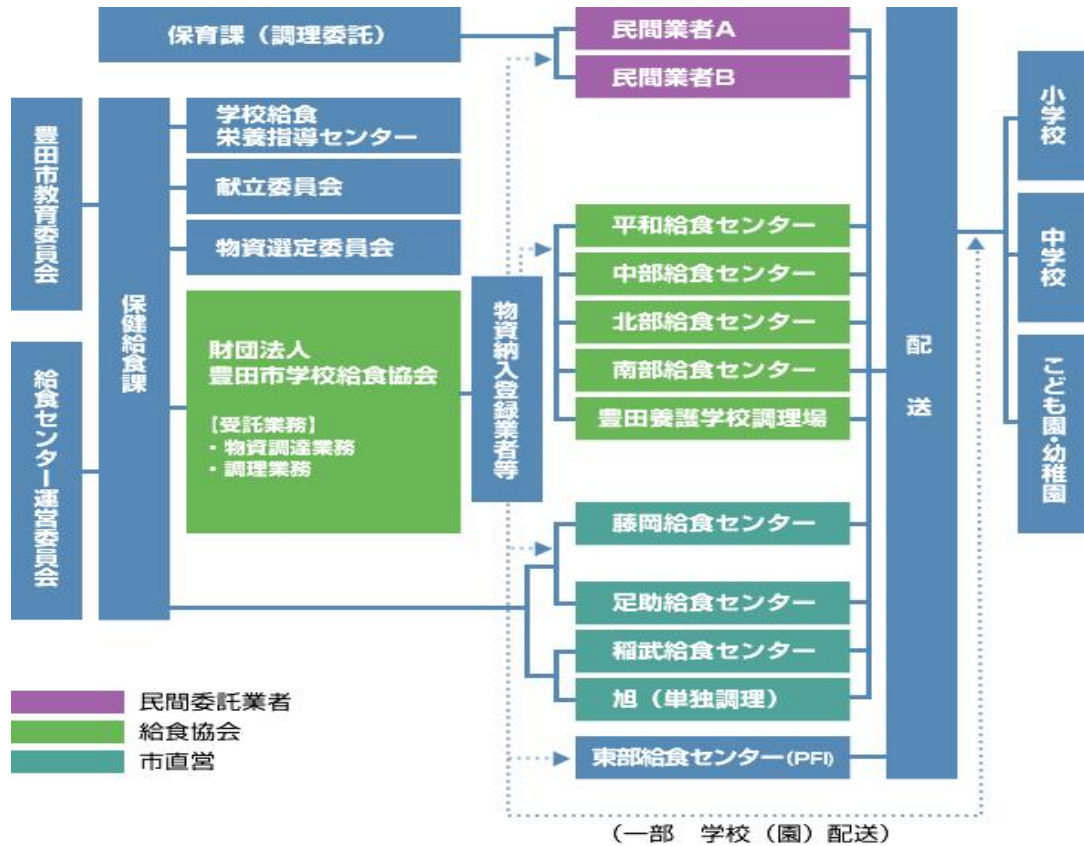 保育課（調理委託）
民間業者A
民間業者B
豊田市教育委員会
給食センター運営委員会
保健給食課
学校給食
栄養指導センター
献立委員会
物資選定委員会
財団法人
豊田市学校給食協会
【受託業務】
・物資調達業務
・調理業務
物資納入登録業者等
平和給食センター
中部給食センター
北部給食センター
南部給食センター
豊田養護学校調理場
藤岡給食センター
足助給食センター
稲武給食センター
旭（単独調理）
東部給食センター(PFI)
配送
小学校
中学校
こども園・幼稚園
民間委託業者
給食協会
市直営
（一部　学校（園）配送）